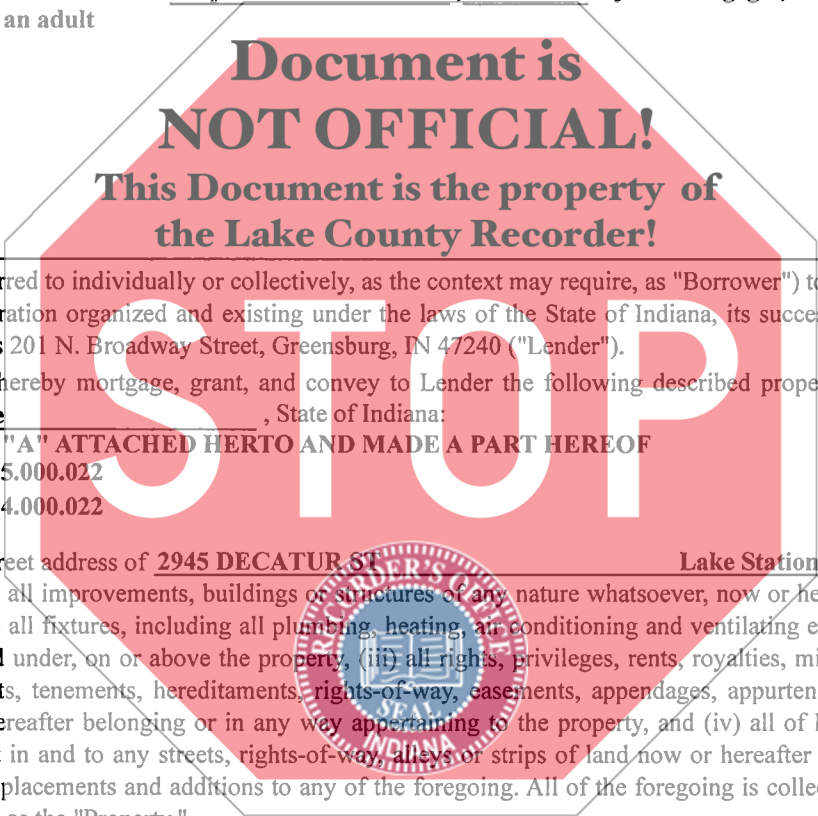 an adult
Document is
NOT OFFICIAL!
This Document is the property of
the Lake County Recorder!
rred to individually or collectively, as the context may require, as "Borrower") to
ration organized and existing under the laws of the State of Indiana, its succe
201 N. Broadway Street, Greensburg, IN 47240 ("Lender").
hereby mortgage, grant, and convey to Lender the following described prope
, State of Indiana:
"A" ATTACHED HERTO AND MADE A PART HEREOF
5.000.022
4.000.022
STOP
reet address of 2945 DECATUR ST Lake Station
all improvements, buildings or structures of any nature whatsoever, now or he
all fixtures, including all plumbing, heating, air conditioning and ventilating e
under, on or above the property, (iii) all rights, privileges, rents, royalties, mi
ts, tenements, hereditaments, rights-of-way, easements, appendages, appurten
ereafter belonging or in any way appertaining to the property, and (iv) all of
in and to any streets, rights-of-way, alleys or strips of land now or hereafter
placements and additions to any of the foregoing. All of the foregoing is colle
as the "Property."
RECORDER'S OFFICE
SEAL
INDIANA